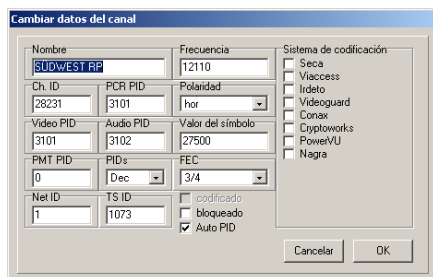 Cambiar datos del canal
Nombre
SÜDWEST RP
Frecuencia
12110
Sistema de codificación
Seca
Viaccess
Irdeto
Videoguard
Conax
Cryptoworks
PowerVU
Nagra
Ch. ID
28231
PCR PID
3101
Polaridad
hor
Video PID
3101
Audio PID
3102
Valor del símbolo
27500
PMT PID
0
PIDs
Dec
FEC
3/4
Net ID
1
TS ID
1073
codificado
bloqueado
Auto PID
Cancelar
OK